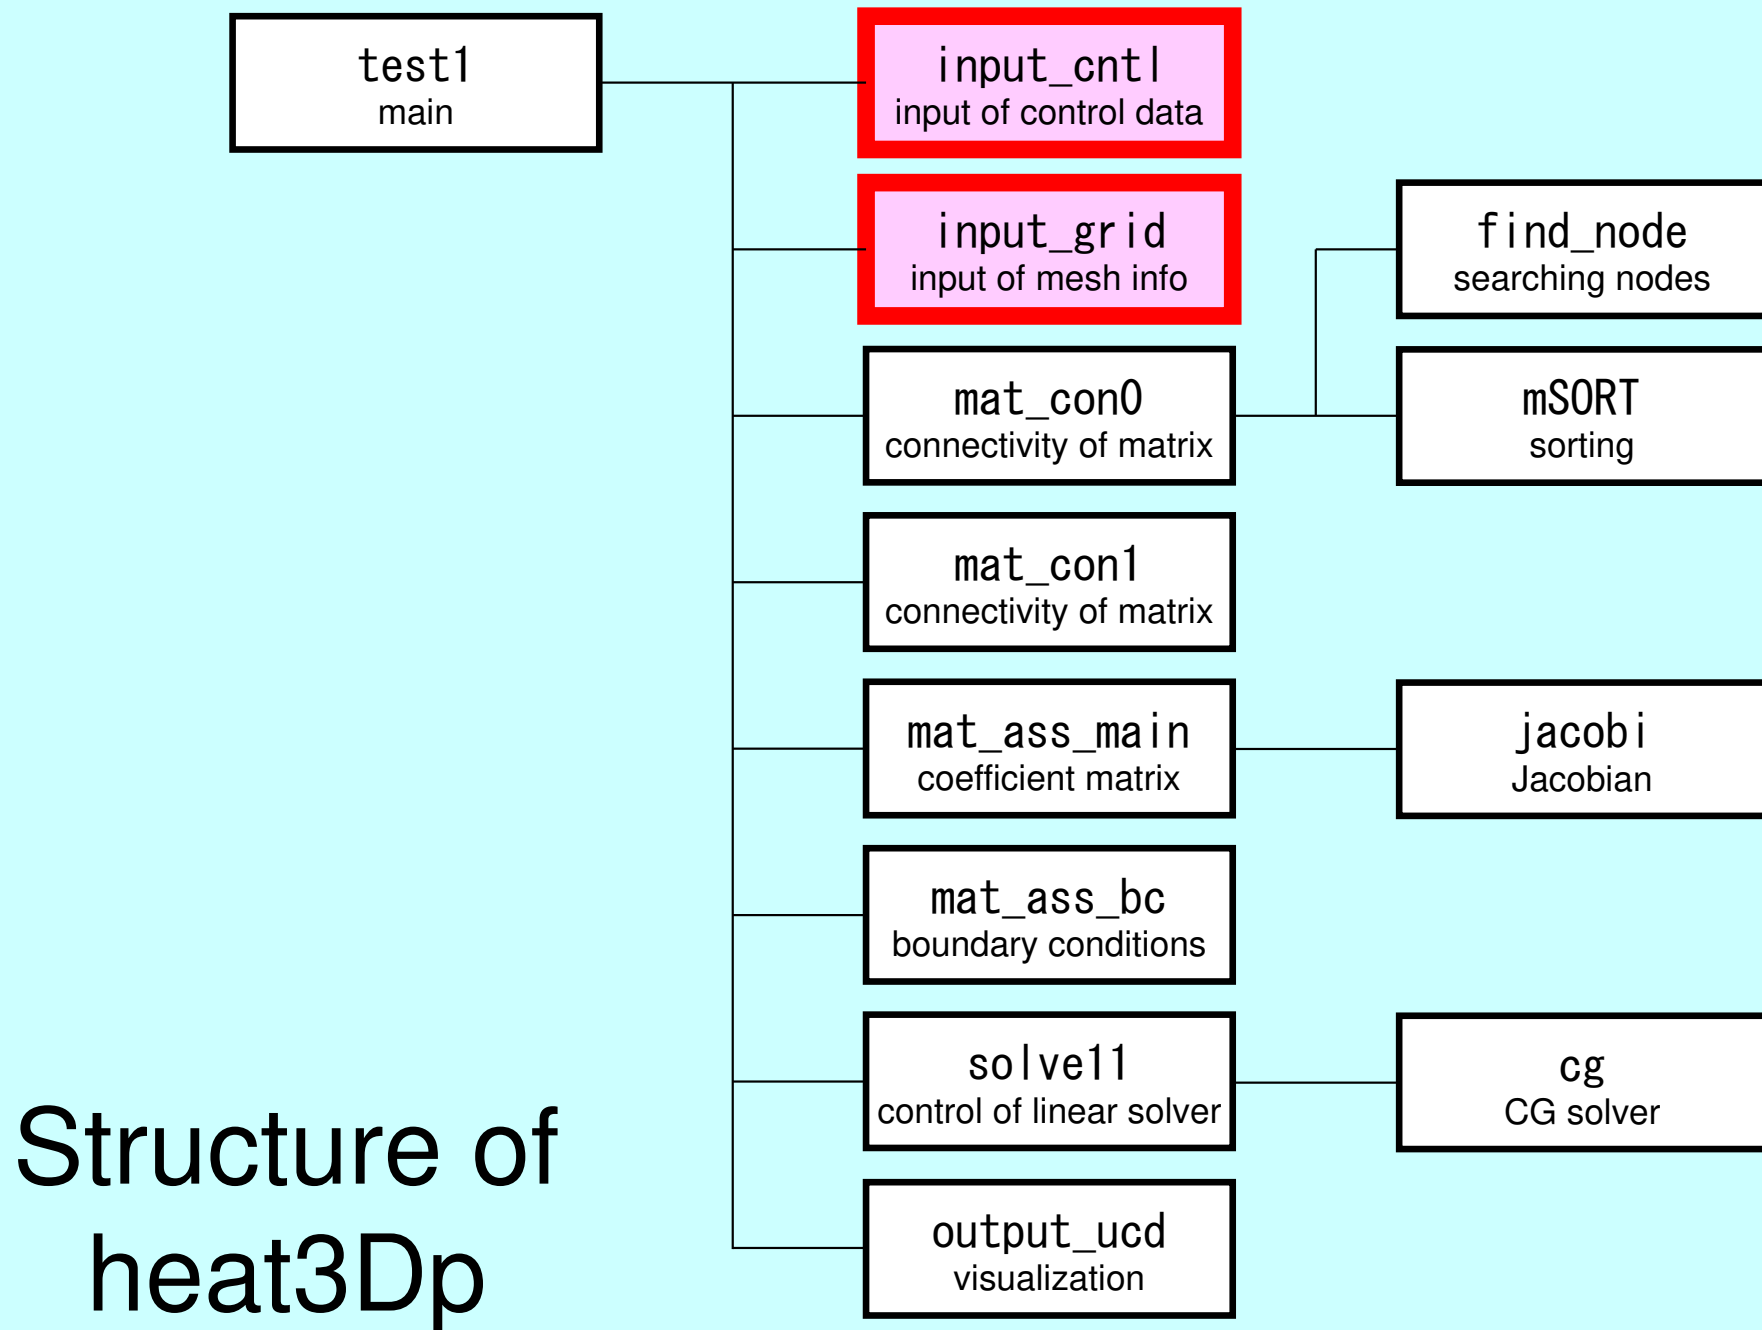 test1
main
input_cntl
input of control data
input_grid
input of mesh info
find_node
searching nodes
mat_con0
connectivity of matrix
mSORT
sorting
mat_con1
connectivity of matrix
mat_ass_main
coefficient matrix
jacobi
Jacobian
mat_ass_bc
boundary conditions
solve11
control of linear solver
cg
CG solver
output_ucd
visualization
Structure of
heat3Dp